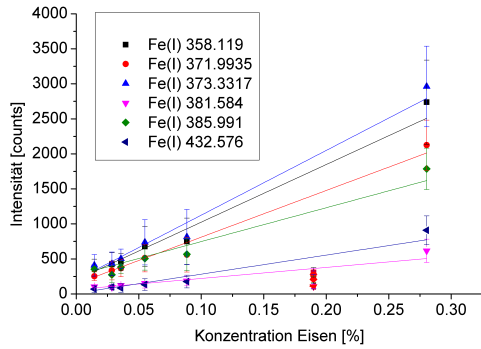 4000
3500
3000
2500
2000
1500
1000
500
0
Intensität [counts]
Fe(I) 358.119
Fe(I) 371.9935
Fe(I) 373.3317
Fe(I) 381.584
Fe(I) 385.991
Fe(I) 432.576
0.00 0.05 0.10 0.15 0.20 0.25 0.30
Konzentration Eisen [%]